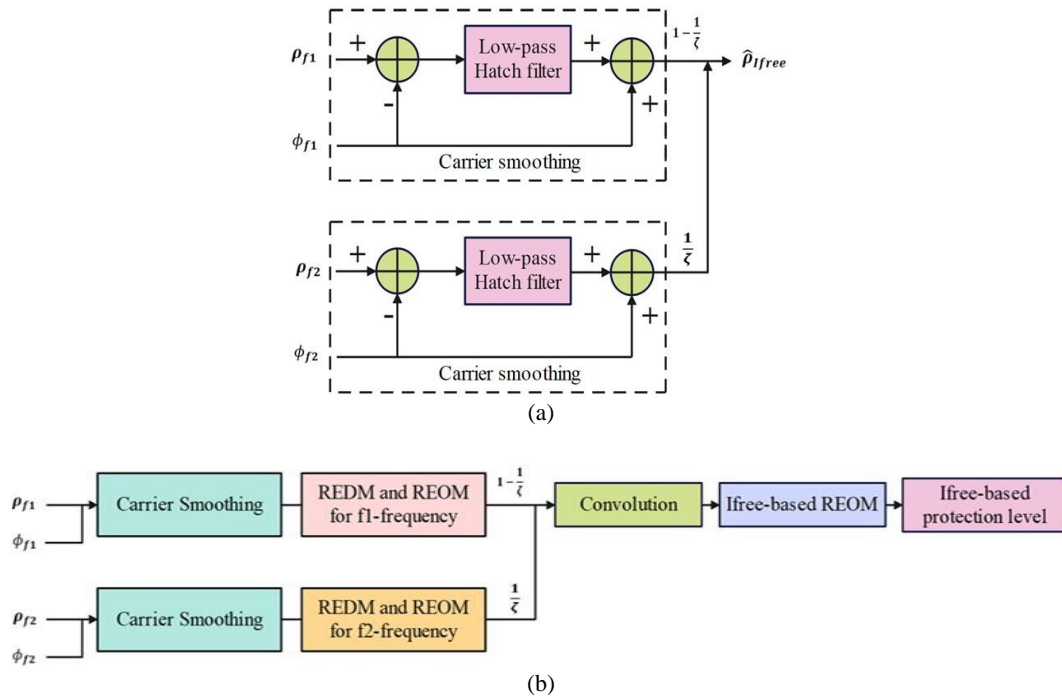 ρf1
+
Low-pass
Hatch filter
+
1 − 1/ζ
ρ̂Ifree
-
+
ϕf1
Carrier smoothing
ρf2
+
Low-pass
Hatch filter
+
1/ζ
-
+
ϕf2
Carrier smoothing
(a)
ρf1
ϕf1
Carrier Smoothing
REDM and REOM
for f1-frequency
1 − 1/ζ
Convolution
Ifree-based REOM
Ifree-based
protection level
ρf2
ϕf2
Carrier Smoothing
REDM and REOM
for f2-frequency
1/ζ
(b)